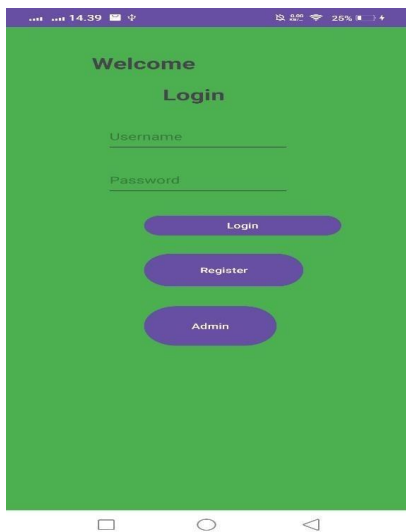 14.39 25%
Welcome
Login
Username
Password
Login
Register
Admin